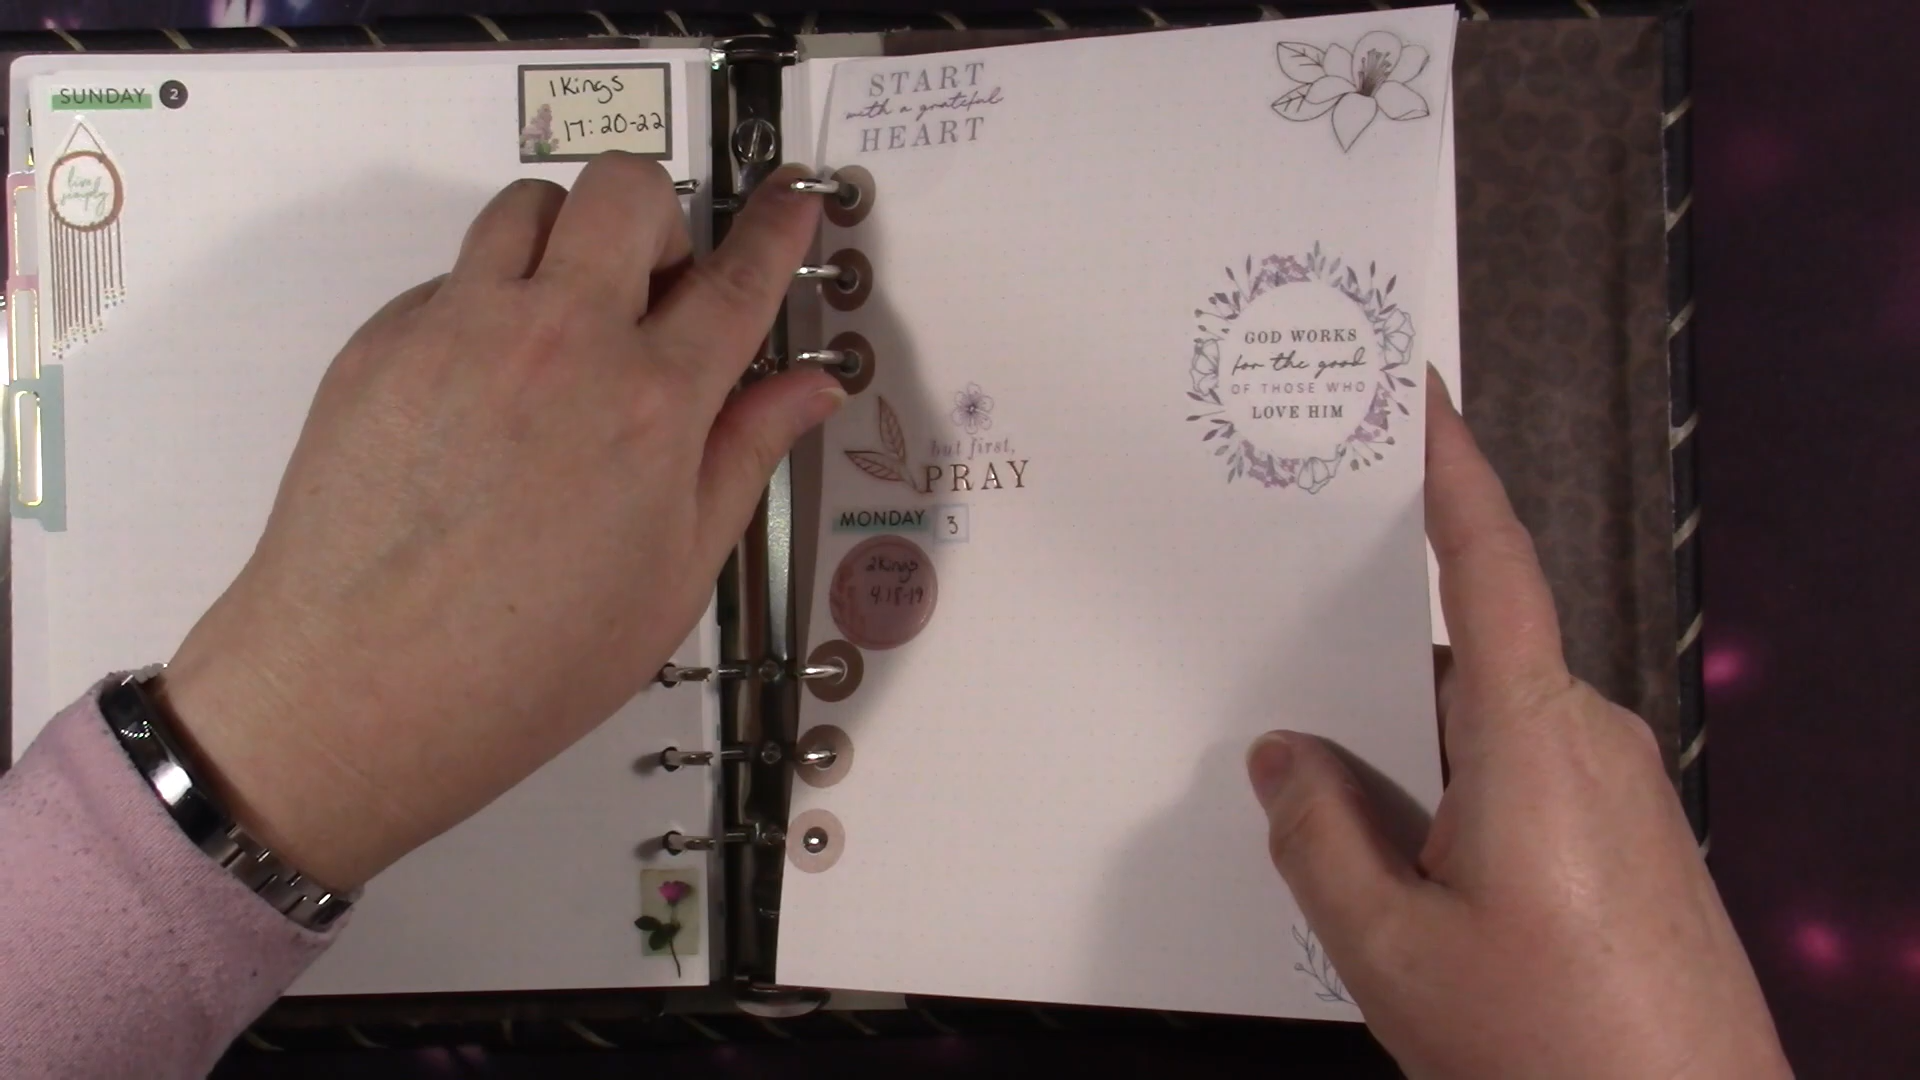 SUNDAY 2
live
simply
1Kings
17:20-22
START
with a grateful
HEART
GOD WORKS
for the good
OF THOSE WHO
LOVE HIM
but first,
PRAY
MONDAY 3
2Kings
4:18-19